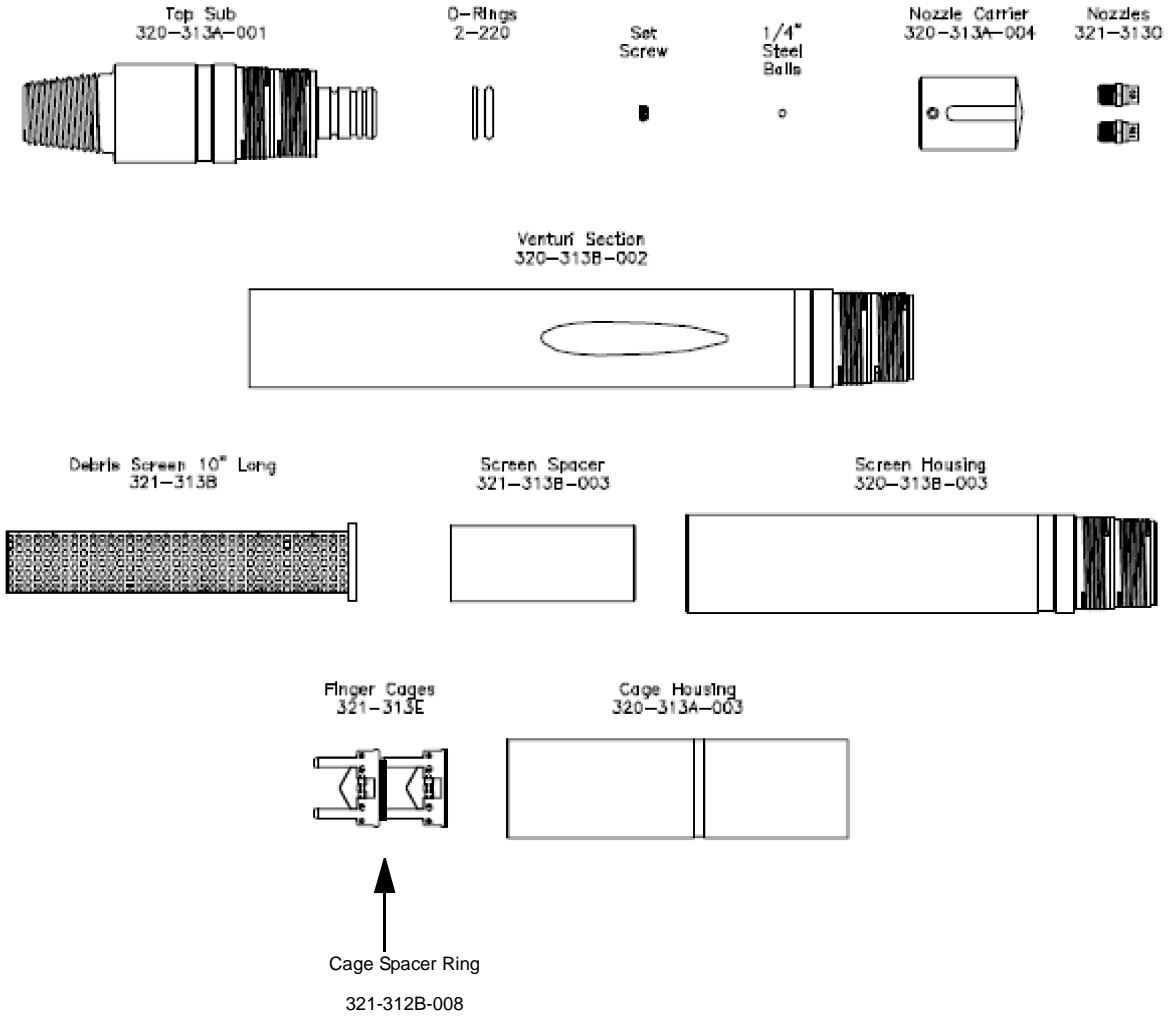 Top Sub
320-313A-001
O-Rings
2-220
Set
Screw
1/4"
Steel
Balls
Nozzle Carrier
320-313A-004
Nozzles
321-3130
Venturi Section
320-313B-002
Debris Screen 10" Long
321-313B
Screen Spacer
321-313B-003
Screen Housing
320-313B-003
Finger Cages
321-313E
Cage Housing
320-313A-003
Cage Spacer Ring
321-312B-008